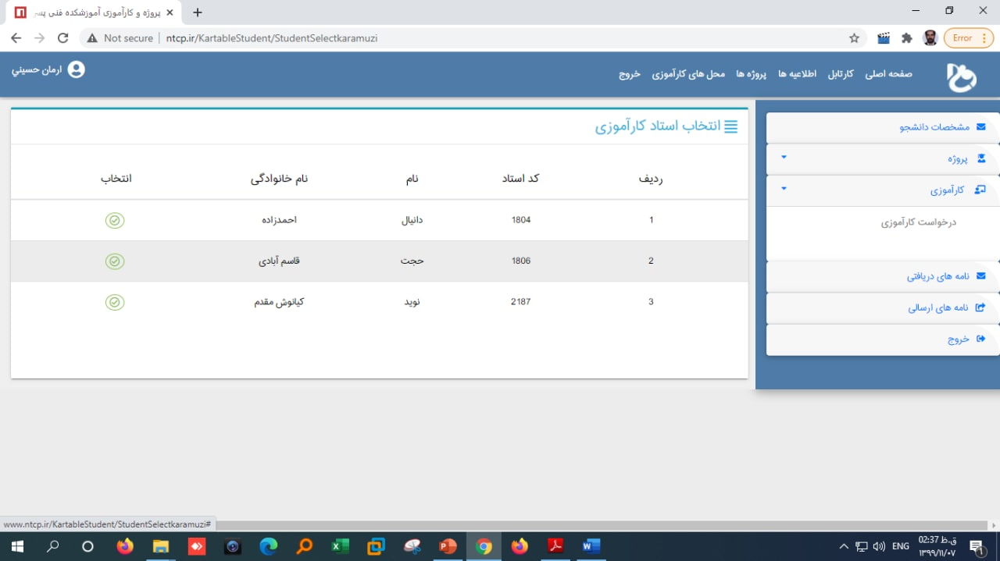 پروژه و کارآموزی آموزشکده فنی پسر
Not secure | ntcp.ir/KartableStudent/StudentSelectkaramuzi
Error
صفحه اصلی کارتابل اطلاعیه ها پروژه ها محل های کارآموزی خروج
ارمان حسيني
مشخصات دانشجو
پروژه
کارآموزی
درخواست کارآموزی
نامه های دریافتی
نامه های ارسالی
خروج
انتخاب استاد کارآموزی
ردیف کد استاد نام نام خانوادگی انتخاب
1 1804 دانیال احمدزاده
2 1806 حجت قاسم آبادی
3 2187 نوید کیانوش مقدم
www.ntcp.ir/KartableStudent/StudentSelectkaramuzi#
ENG
02:37 ق.ظ
۱۳۹۹/۱۱/۰۷
1